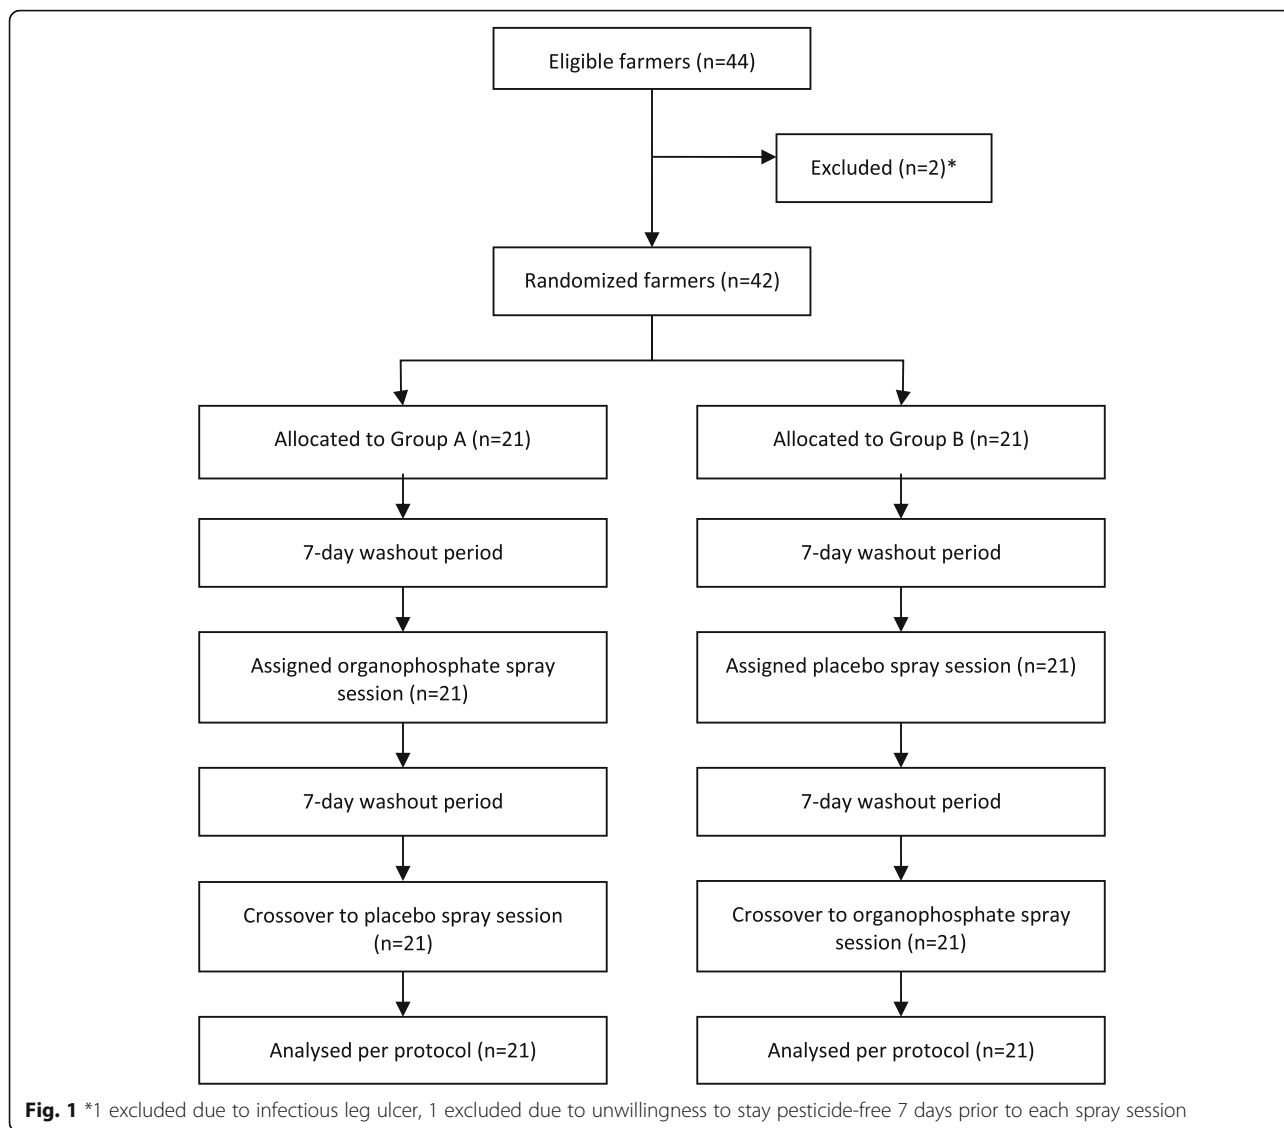 Eligible farmers (n=44)
Excluded (n=2)*
Randomized farmers (n=42)
Allocated to Group A (n=21)
Allocated to Group B (n=21)
7-day washout period
7-day washout period
Assigned organophosphate spray
session (n=21)
Assigned placebo spray session (n=21)
7-day washout period
7-day washout period
Crossover to placebo spray session
(n=21)
Crossover to organophosphate spray
session (n=21)
Analysed per protocol (n=21)
Analysed per protocol (n=21)
Fig. 1 *1 excluded due to infectious leg ulcer, 1 excluded due to unwillingness to stay pesticide-free 7 days prior to each spray session